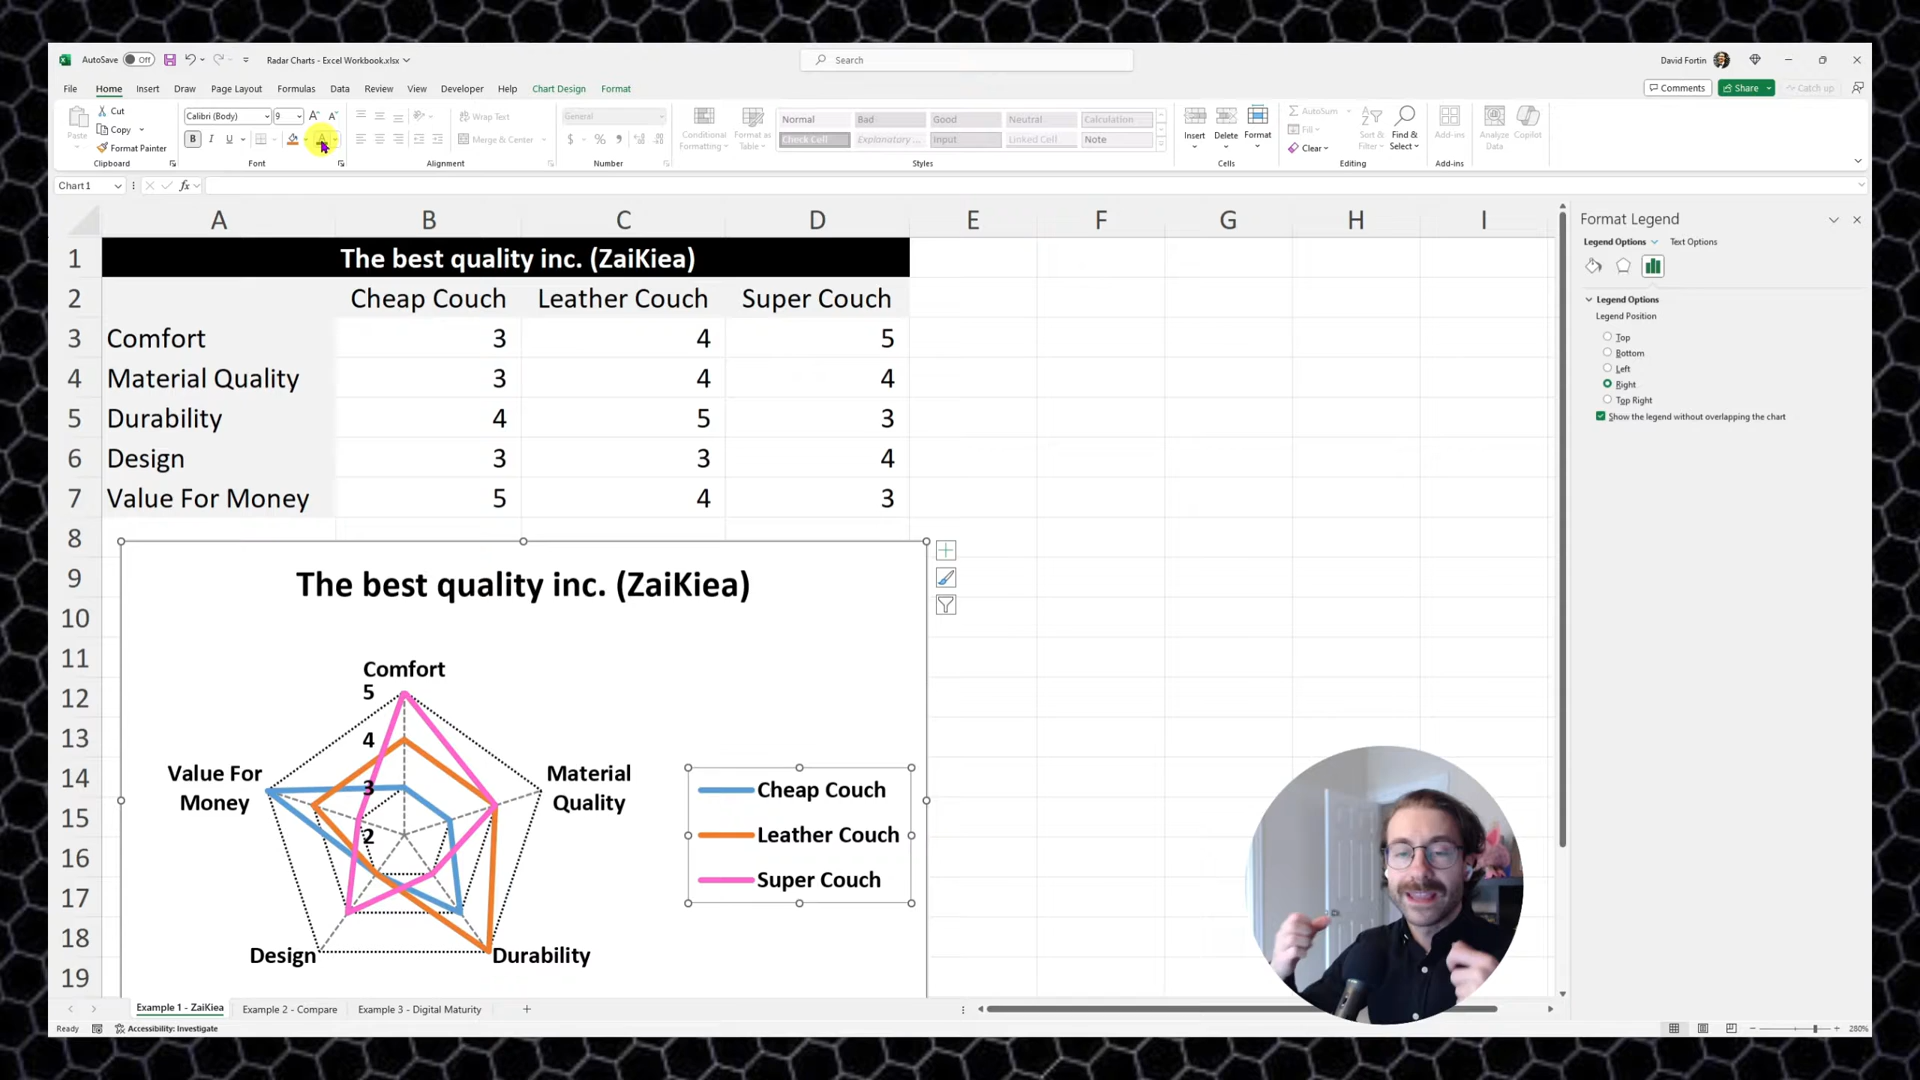 AutoSave Off Radar Charts - Excel Workbook.xlsx Search David Fortin
File Home Insert Draw Page Layout Formulas Data Review View Developer Help Chart Design Format Comments Share Catch up
Paste
Cut
Copy
Format Painter
Clipboard
Calibri (Body) 9
B I U
Font
Wrap Text
Merge & Center
Alignment
General
$ %
Number
Conditional
Formatting
Format as
Table
Normal Bad Good Neutral Calculation
Check Cell Explanatory ... Input Linked Cell Note
Styles
Insert Delete Format
Cells
AutoSum
Fill
Clear
Sort &
Filter
Find &
Select
Editing
Add-ins
Add-ins
Analyze
Data
Copilot
Chart1 fx
A B C D E F G H I
1 The best quality inc. (ZaiKiea)
2 Cheap Couch Leather Couch Super Couch
3 Comfort 3 4 5
4 Material Quality 3 4 4
5 Durability 4 5 3
6 Design 3 3 4
7 Value For Money 5 4 3
8
9
10
11
12
13
14
15
16
17
18
19
The best quality inc. (ZaiKiea)
Comfort
5
4
3
2
Value For
Money
Material
Quality
Design
Durability
Cheap Couch
Leather Couch
Super Couch
Format Legend
Legend Options Text Options
Legend Options
Legend Position
Top
Bottom
Left
Right
Top Right
Show the legend without overlapping the chart
Example 1 - ZaiKiea Example 2 - Compare Example 3 - Digital Maturity
Ready Accessibility: Investigate 280%